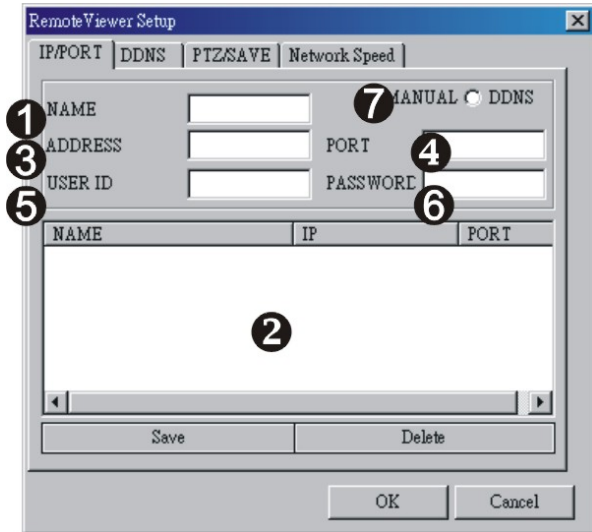 RemoteViewer Setup
IP/PORT DDNS PTZ/SAVE Network Speed
7 MANUAL DDNS
1 NAME
3 ADDRESS PORT 4
5 USER ID PASSWORD 6
NAME IP PORT
2
Save Delete
OK Cancel